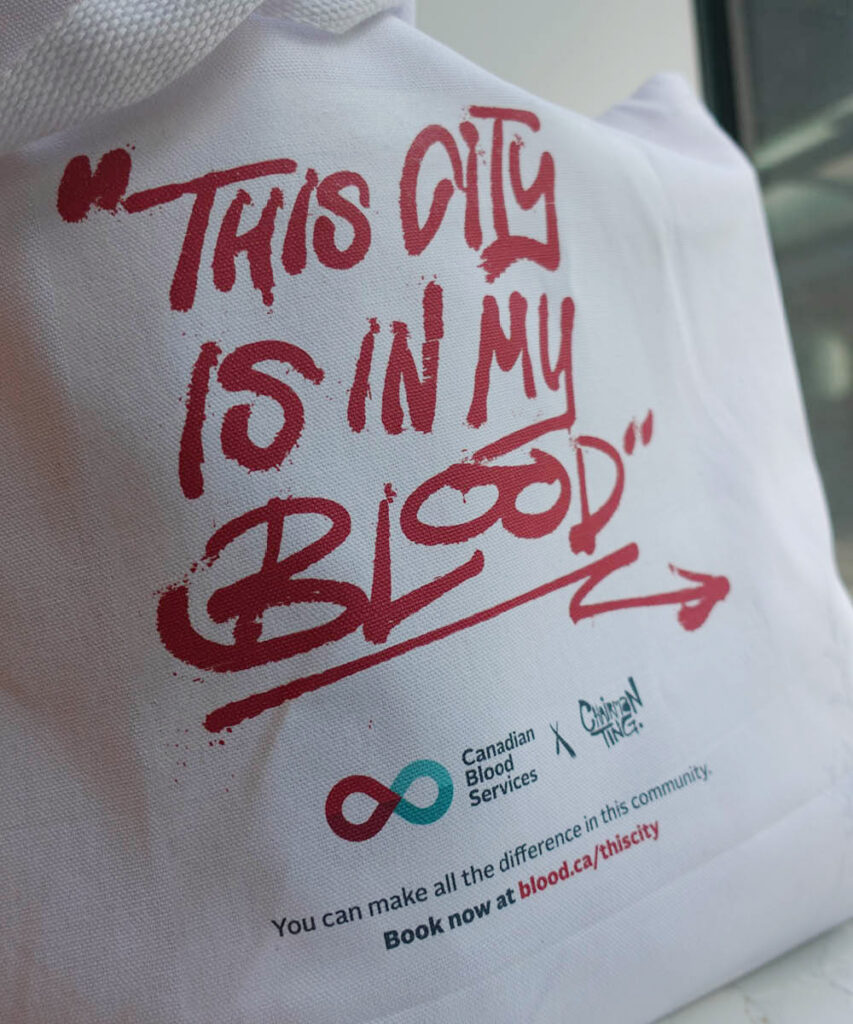 "THIS CITY
IS IN MY
BLOOD"
Canadian
Blood
Services
X
CHAIRMAN
TING.
You can make all the difference in this community.
Book now at blood.ca/thiscity